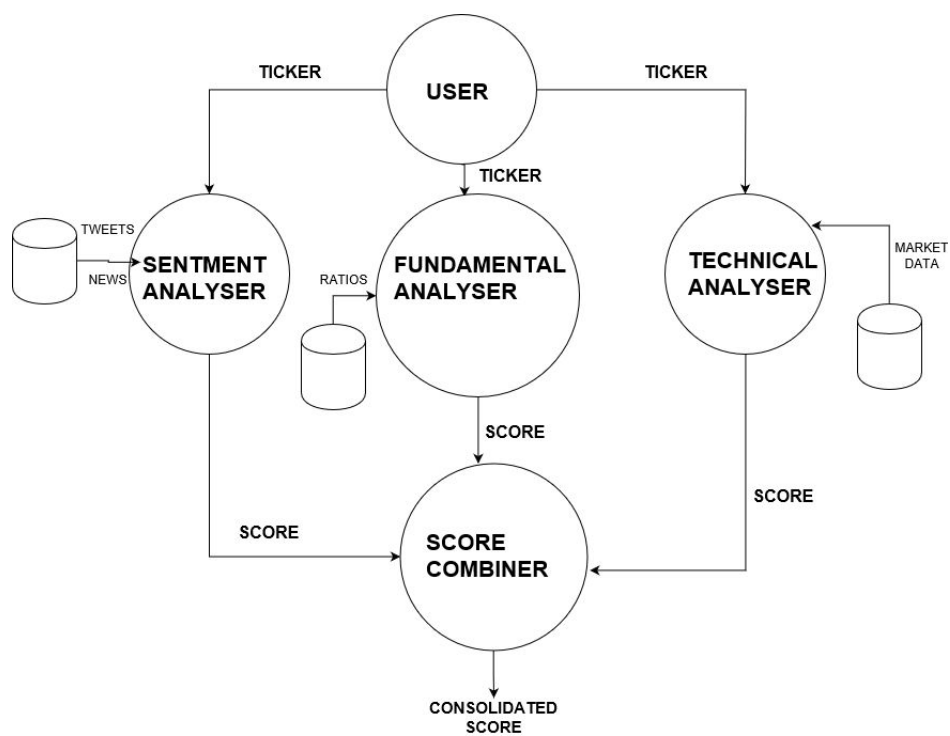 TICKER
TICKER
USER
TICKER
TWEETS
NEWS
SENTMENT
ANALYSER
RATIOS
FUNDAMENTAL
ANALYSER
TECHNICAL
ANALYSER
MARKET
DATA
SCORE
SCORE
SCORE
SCORE
COMBINER
CONSOLIDATED
SCORE